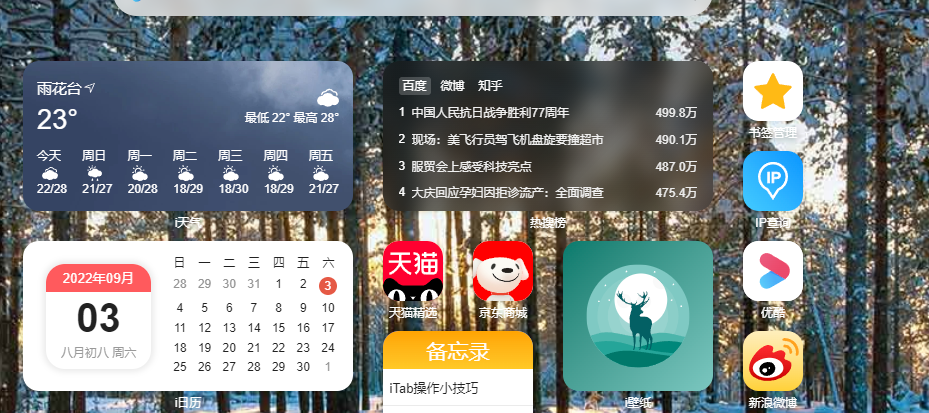 雨花台
23°
最低 22° 最高 28°
今天 周日 周一 周二 周三 周四 周五
22/28 21/27 20/28 18/29 18/30 18/29 21/27
i天气
百度 微博 知乎
1 中国人民抗日战争胜利77周年 499.8万
2 现场：美飞行员驾飞机盘旋要撞超市 490.1万
3 服贸会上感受科技亮点 487.0万
4 大庆回应孕妇因拒诊流产：全面调查 475.4万
热搜榜
书签管理
IP
IP查询
2022年09月
03
八月初八 周六
日 一 二 三 四 五 六
28 29 30 31 1 2 3
4 5 6 7 8 9 10
11 12 13 14 15 16 17
18 19 20 21 22 23 24
25 26 27 28 29 30 1
i日历
天猫
天猫精选
京东商城
备忘录
iTab操作小技巧
i壁纸
优酷
新浪微博